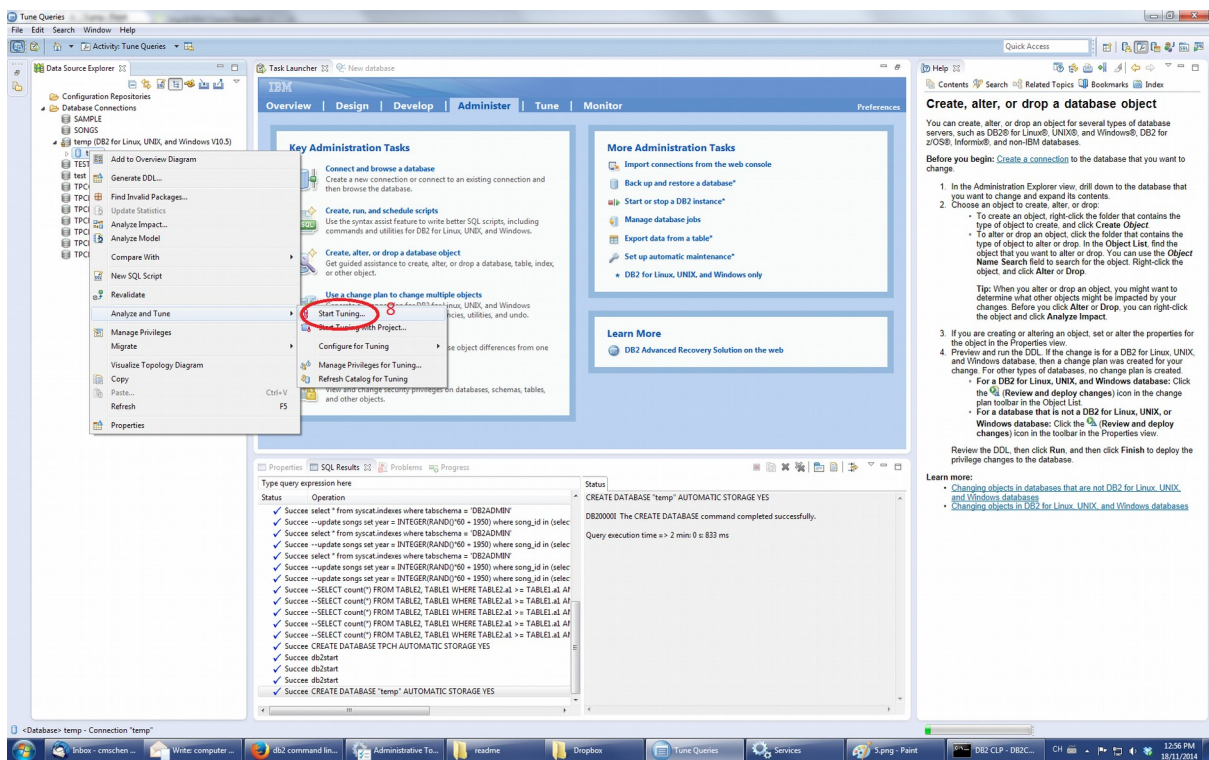 Tune Queries
File Edit Search Window Help
Activity: Tune Queries
Quick Access
Data Source Explorer
Configuration Repositories
Database Connections
SAMPLE
SONGS
temp (DB2 for Linux, UNIX, and Windows V10.5)
TEST
test
Add to Overview Diagram
Generate DDL...
Find Invalid Packages...
Update Statistics
Analyze Impact...
Analyze Model
Compare With
New SQL Script
Revalidate
Analyze and Tune
Manage Privileges
Migrate
Visualize Topology Diagram
Copy
Paste... Ctrl+V
Refresh F5
Properties
Start Tuning... 8
Start Tuning with Project...
Configure for Tuning
Manage Privileges for Tuning...
Refresh Catalog for Tuning
Task Launcher New database
IBM
Overview | Design | Develop | Administer | Tune | Monitor
Preferences
Key Administration Tasks
Connect and browse a database
Create a new connection or connect to an existing connection and
then browse the database.
Create, run, and schedule scripts
Use the syntax assist feature to write better SQL scripts, including
commands and utilities for DB2 for Linux, UNIX, and Windows.
Create, alter, or drop a database object
Get guided assistance to create, alter, or drop a database, table, index,
or other object.
Use a change plan to change multiple objects
Linux, UNIX, and Windows
ncies, utilities, and undo.
se object differences from one
View and change security privileges on databases, schemas, tables,
and other objects.
More Administration Tasks
Import connections from the web console
Back up and restore a database*
Start or stop a DB2 instance*
Manage database jobs
Export data from a table*
Set up automatic maintenance*
* DB2 for Linux, UNIX, and Windows only
Learn More
DB2 Advanced Recovery Solution on the web
Properties SQL Results Problems Progress
Type query expression here
Status Operation
Succee select * from syscat.indexes where tabschema = 'DB2ADMIN'
Succee --update songs set year = INTEGER(RAND()*60 + 1950) where song_id in (selec
Succee select * from syscat.indexes where tabschema = 'DB2ADMIN'
Succee --update songs set year = INTEGER(RAND()*60 + 1950) where song_id in (selec
Succee select * from syscat.indexes where tabschema = 'DB2ADMIN'
Succee --update songs set year = INTEGER(RAND()*60 + 1950) where song_id in (selec
Succee --update songs set year = INTEGER(RAND()*60 + 1950) where song_id in (selec
Succee --SELECT count(*) FROM TABLE2, TABLE1 WHERE TABLE2.a1 >= TABLE1.a1 AN
Succee --SELECT count(*) FROM TABLE2, TABLE1 WHERE TABLE2.a1 >= TABLE1.a1 AN
Succee --SELECT count(*) FROM TABLE2, TABLE1 WHERE TABLE2.a1 >= TABLE1.a1 AN
Succee --SELECT count(*) FROM TABLE2, TABLE1 WHERE TABLE2.a1 >= TABLE1.a1 AN
Succee --SELECT count(*) FROM TABLE2, TABLE1 WHERE TABLE2.a1 >= TABLE1.a1 AN
Succee CREATE DATABASE TPCH AUTOMATIC STORAGE YES
Succee db2start
Succee db2start
Succee db2start
Succee CREATE DATABASE "temp" AUTOMATIC STORAGE YES
Status
CREATE DATABASE "temp" AUTOMATIC STORAGE YES
DB20000I The CREATE DATABASE command completed successfully.
Query execution time => 2 min: 0 s: 833 ms
Help
Contents Search Related Topics Bookmarks Index
Create, alter, or drop a database object
You can create, alter, or drop an object for several types of database
servers, such as DB2® for Linux®, UNIX®, and Windows®, DB2 for
z/OS®, Informix®, and non-IBM databases.
Before you begin: Create a connection to the database that you want to
change.
1. In the Administration Explorer view, drill down to the database that
you want to change and expand its contents.
2. Choose an object to create, alter, or drop:
• To create an object, right-click the folder that contains the
type of object to create, and click Create Object.
• To alter or drop an object, click the folder that contains the
type of object to alter or drop. In the Object List, find the
object that you want to alter or drop. You can use the Object
Name Search field to search for the object. Right-click the
object, and click Alter or Drop.
Tip: When you alter or drop an object, you might want to
determine what other objects might be impacted by your
changes. Before you click Alter or Drop, you can right-click
the object and click Analyze Impact.
3. If you are creating or altering an object, set or alter the properties for
the object in the Properties view.
4. Preview and run the DDL. If the change is for a DB2 for Linux, UNIX,
and Windows database, then a change plan was created for your
change. For other types of databases, no change plan is created.
• For a DB2 for Linux, UNIX, and Windows database: Click
the (Review and deploy changes) icon in the change
plan toolbar in the Object List.
• For a database that is not a DB2 for Linux, UNIX, or
Windows database: Click the (Review and deploy
changes) icon in the toolbar in the Properties view.
Review the DDL, then click Run, and then click Finish to deploy the
privilege changes to the database.
Learn more:
• Changing objects in databases that are not DB2 for Linux, UNIX,
and Windows databases
• Changing objects in DB2 for Linux, UNIX, and Windows databases
<Database> temp - Connection "temp"
Inbox - cmschen ...
Write: computer ...
db2 command lin...
Administrative To...
readme
Dropbox
Tune Queries
Services
5.png - Paint
DB2 CLP - DB2C...
CH
12:56 PM
18/11/2014